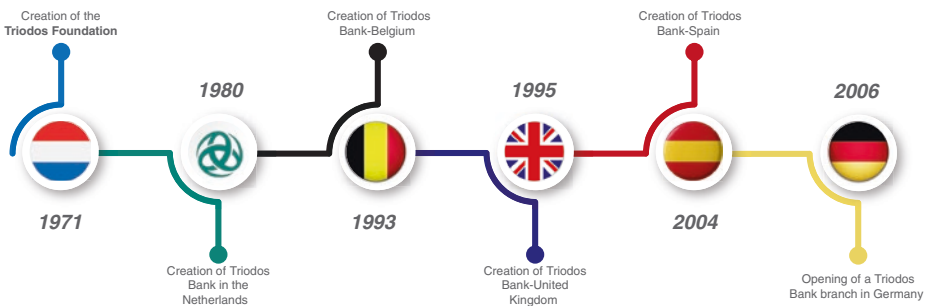 Creation of the
Triodos Foundation
1971
1980
Creation of Triodos
Bank in the
Netherlands
Creation of Triodos
Bank-Belgium
1993
1995
Creation of Triodos
Bank-United
Kingdom
Creation of Triodos
Bank-Spain
2004
2006
Opening of a Triodos
Bank branch in Germany